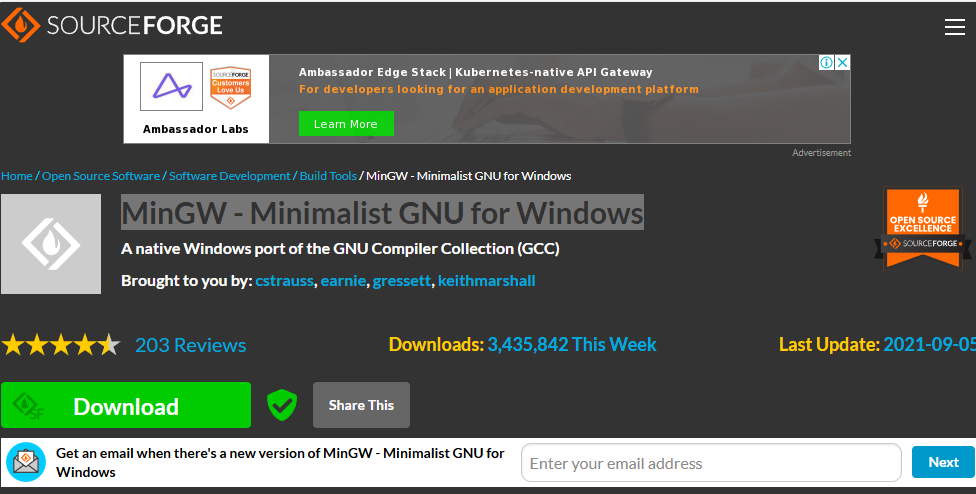 SOURCEFORGE
Ambassador Edge Stack | Kubernetes-native API Gateway
For developers looking for an application development platform
SOURCEFORGE
Customers
Love Us
Learn More
Ambassador Labs
Advertisement
Home / Open Source Software / Software Development / Build Tools / MinGW - Minimalist GNU for Windows
MinGW - Minimalist GNU for Windows
OPEN SOURCE
EXCELLENCE
SOURCEFORGE
A native Windows port of the GNU Compiler Collection (GCC)
Brought to you by: cstrauss, earnie, gressett, keithmarshall
203 Reviews
Downloads: 3,435,842 This Week
Last Update: 2021-09-05
SF
Download
Share This
Get an email when there's a new version of MinGW - Minimalist GNU for
Windows
Enter your email address
Next